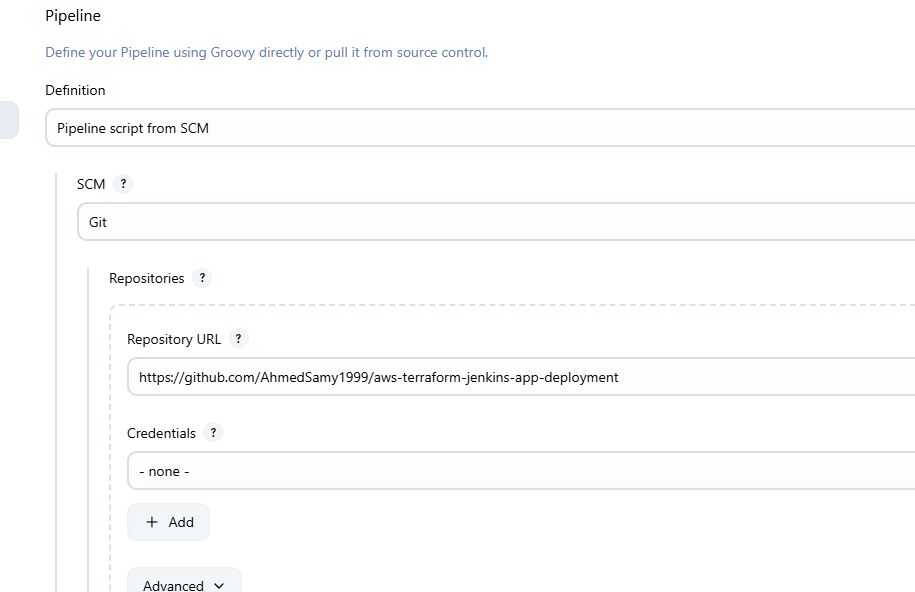 Pipeline
Define your Pipeline using Groovy directly or pull it from source control.
Definition
Pipeline script from SCM
SCM ?
Git
Repositories ?
Repository URL ?
https://github.com/AhmedSamy1999/aws-terraform-jenkins-app-deployment
Credentials ?
- none -
+ Add
Advanced